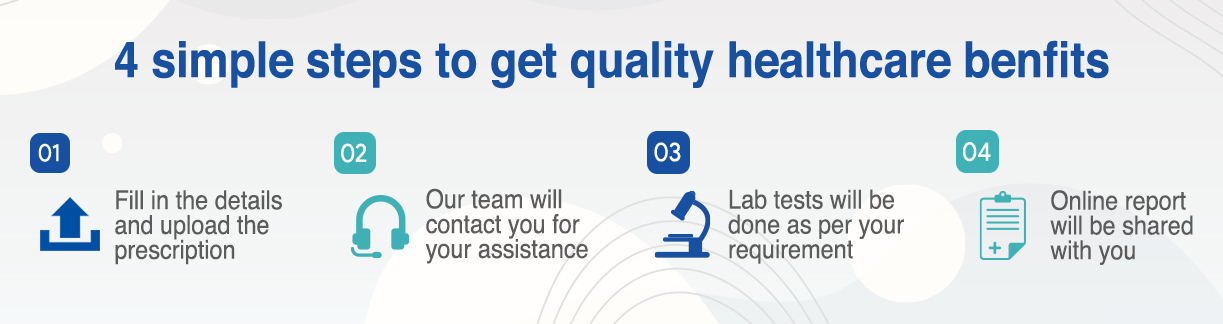 4 simple steps to get quality healthcare benfits
01
Fill in the details
and upload the
prescription
02
Our team will
contact you for
your assistance
03
Lab tests will be
done as per your
requirement
04
Online report
will be shared
with you